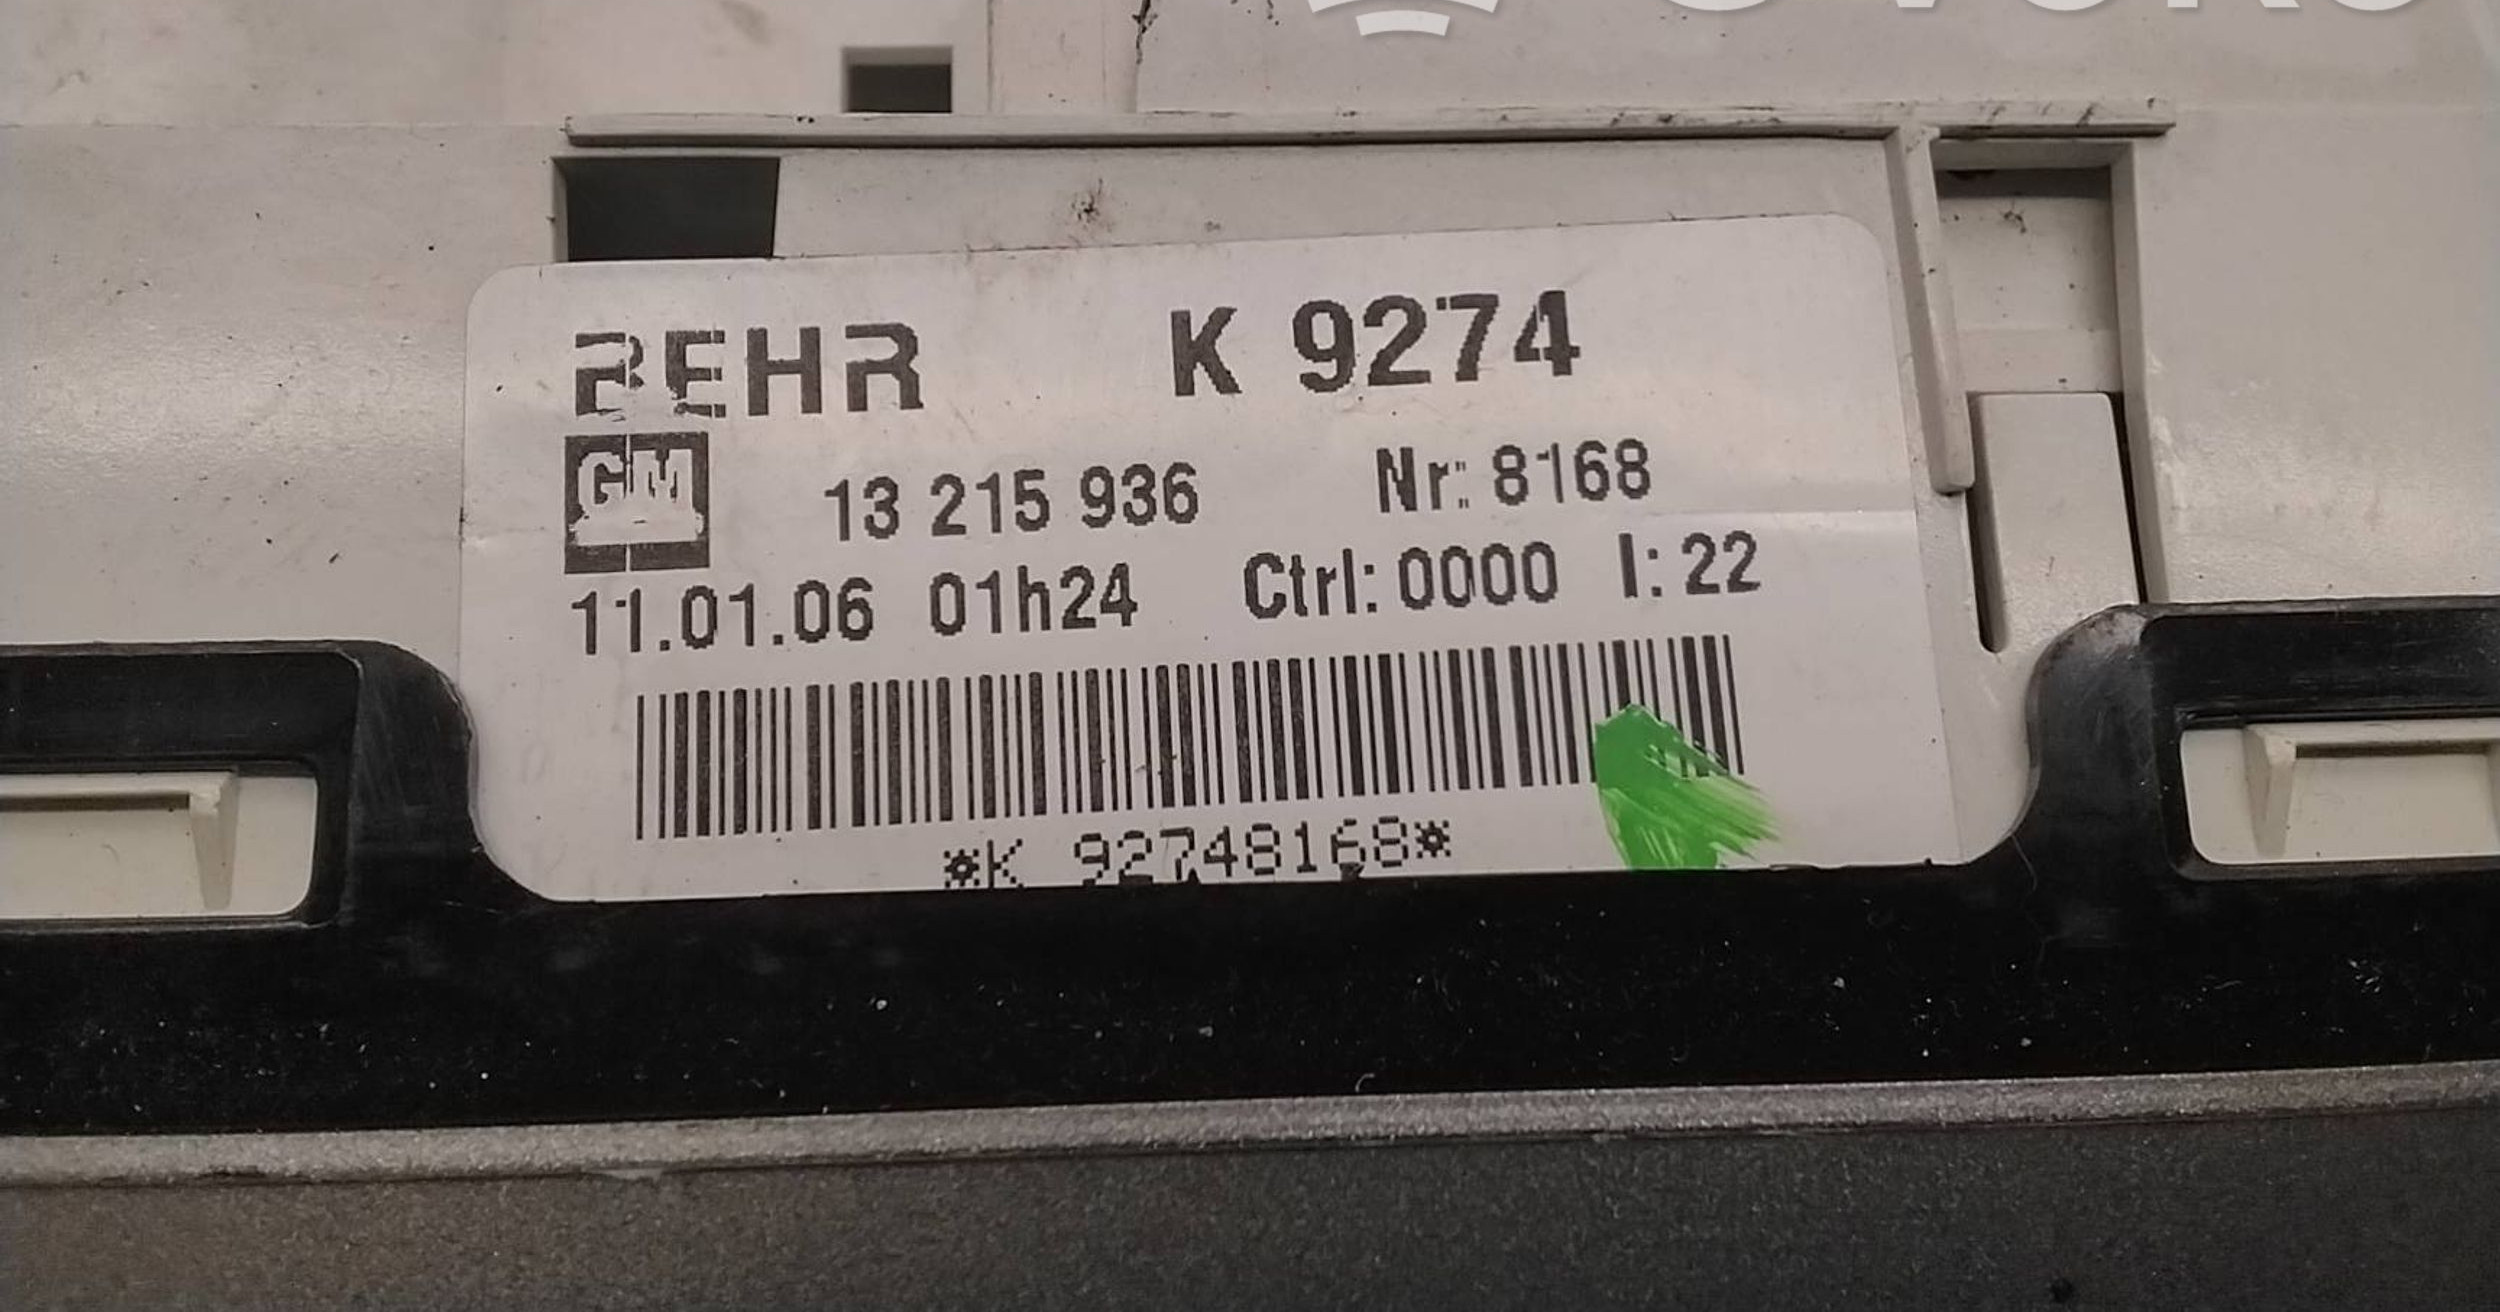 BEHR K 9274
GM 13 215 936 Nr: 8168
11.01.06 01h24 Ctrl: 0000 I: 22
*K 92748168*